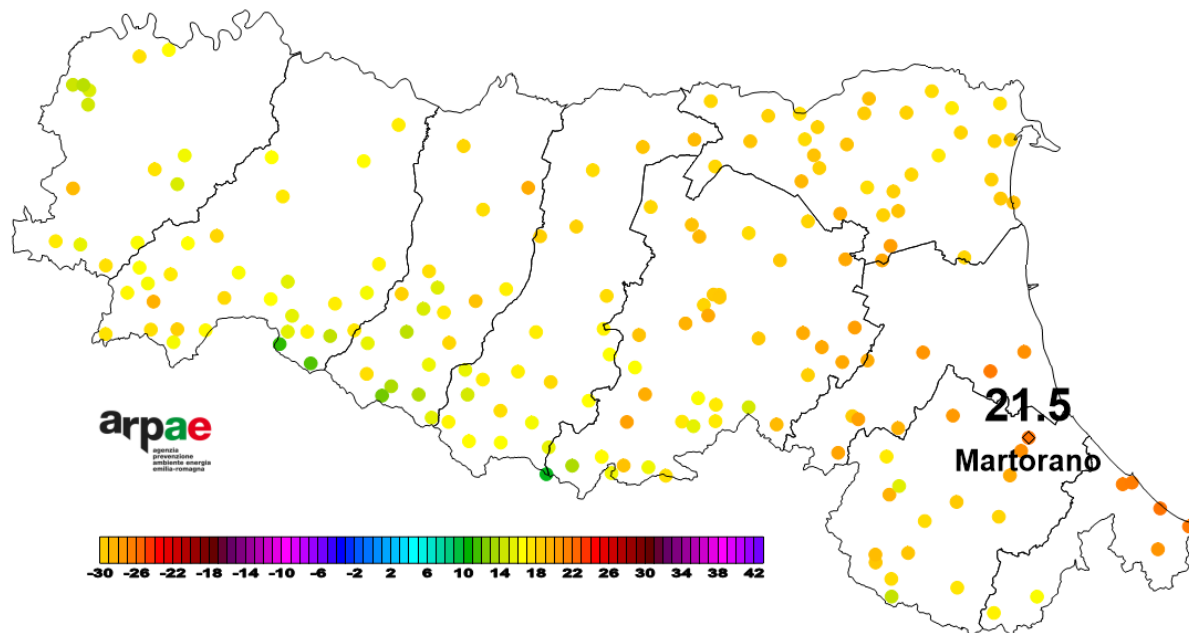 21.5
Martorano
arpae
agenzia
prevenzione
ambiente energia
emilia-romagna
-30 -26 -22 -18 -14 -10 -6 -2 2 6 10 14 18 22 26 30 34 38 42